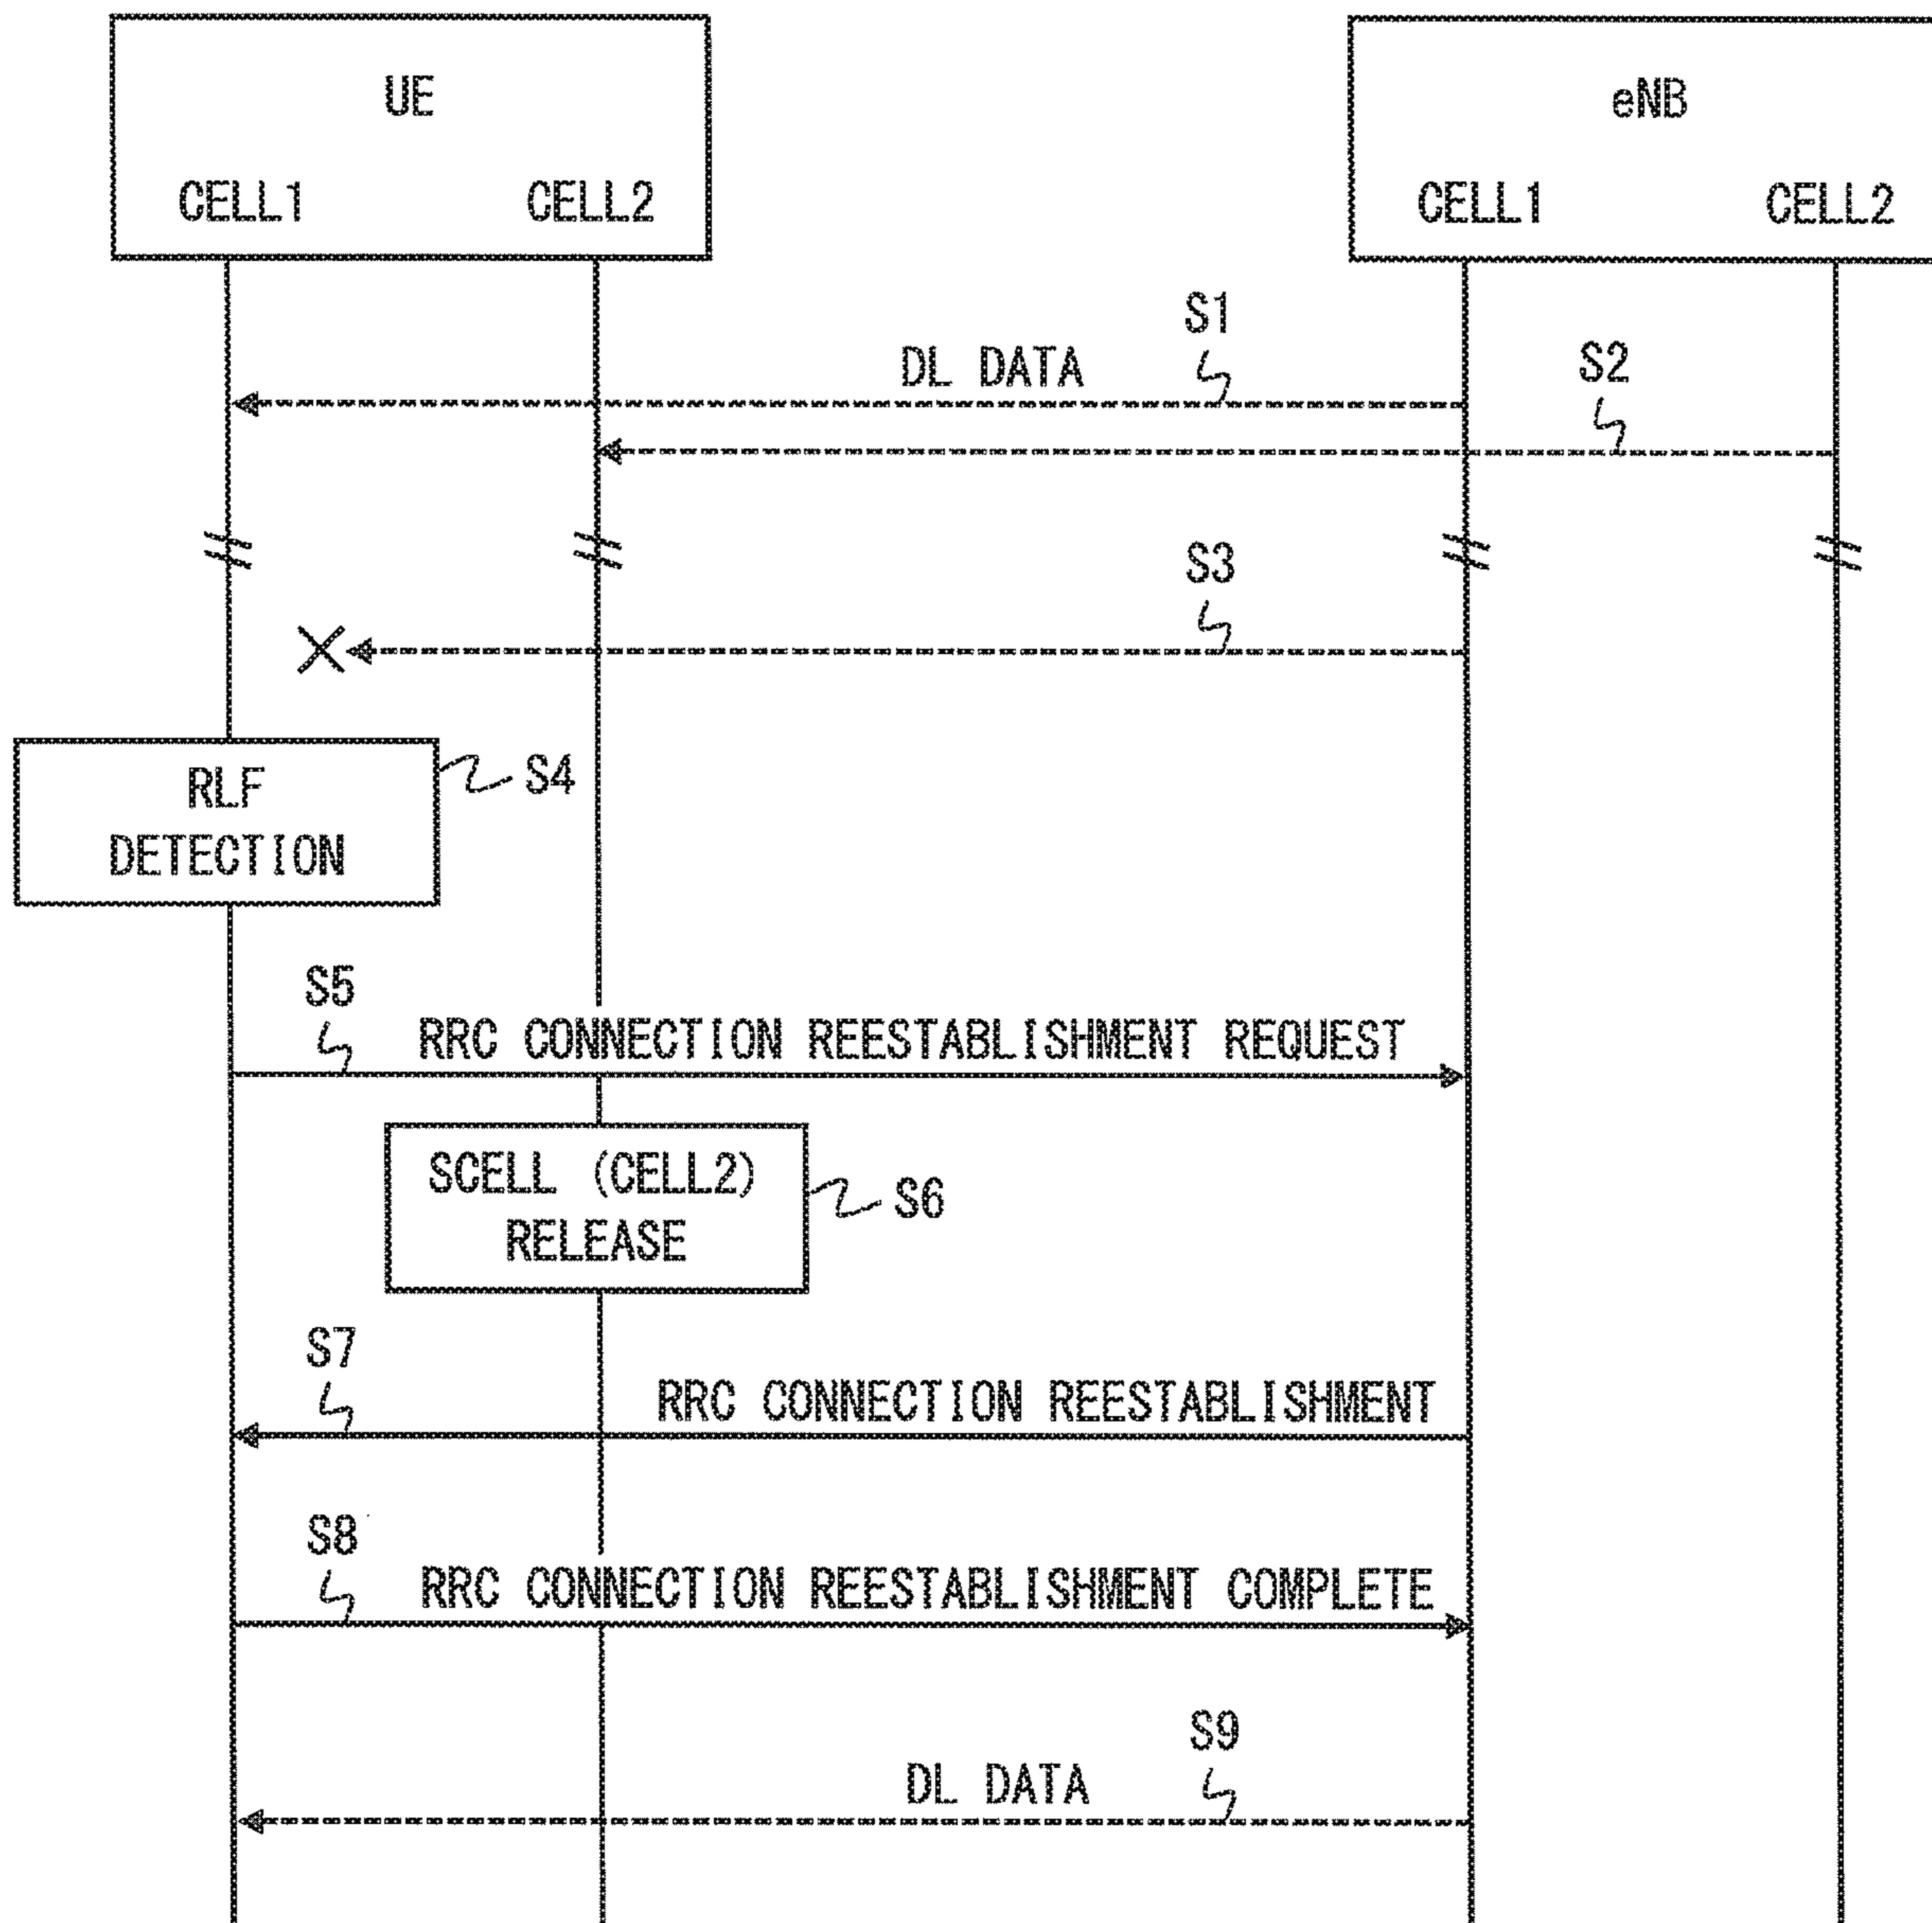 UE
CELL1 CELL2
eNB
CELL1 CELL2
S1
DL DATA
S2
S3
RLF
DETECTION
S4
S5
RRC CONNECTION REESTABLISHMENT REQUEST
SCELL (CELL2)
RELEASE
S6
S7
RRC CONNECTION REESTABLISHMENT
S8
RRC CONNECTION REESTABLISHMENT COMPLETE
S9
DL DATA